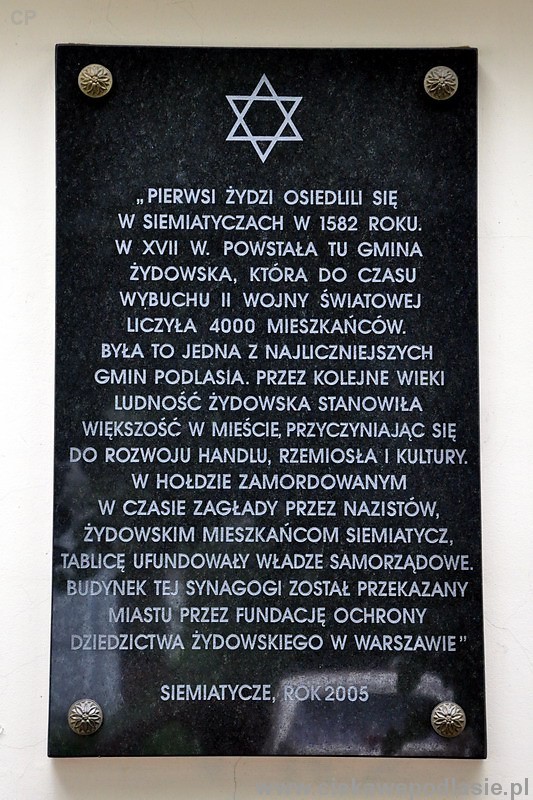 CP
„PIERWSI ŻYDZI OSIEDLILI SIĘ
W SIEMIATYCZACH W 1582 ROKU.
W XVII W. POWSTAŁA TU GMINA
ŻYDOWSKA, KTÓRA DO CZASU
WYBUCHU II WOJNY ŚWIATOWEJ
LICZYŁA 4000 MIESZKAŃCÓW.
BYŁA TO JEDNA Z NAJLICZNIEJSZYCH
GMIN PODLASIA. PRZEZ KOLEJNE WIEKI
LUDNOŚĆ ŻYDOWSKA STANOWIŁA
WIĘKSZOŚĆ W MIEŚCIE, PRZYCZYNIAJĄC SIĘ
DO ROZWOJU HANDLU, RZEMIOSŁA I KULTURY.
W HOŁDZIE ZAMORDOWANYM
W CZASIE ZAGŁADY PRZEZ NAZISTÓW,
ŻYDOWSKIM MIESZKAŃCOM SIEMIATYCZ,
TABLICĘ UFUNDOWAŁY WŁADZE SAMORZĄDOWE.
BUDYNEK TEJ SYNAGOGI ZOSTAŁ PRZEKAZANY
MIASTU PRZEZ FUNDACJĘ OCHRONY
DZIEDZICTWA ŻYDOWSKIEGO W WARSZAWIE”
SIEMIATYCZE, ROK 2005
www.ciekawepodlasie.pl